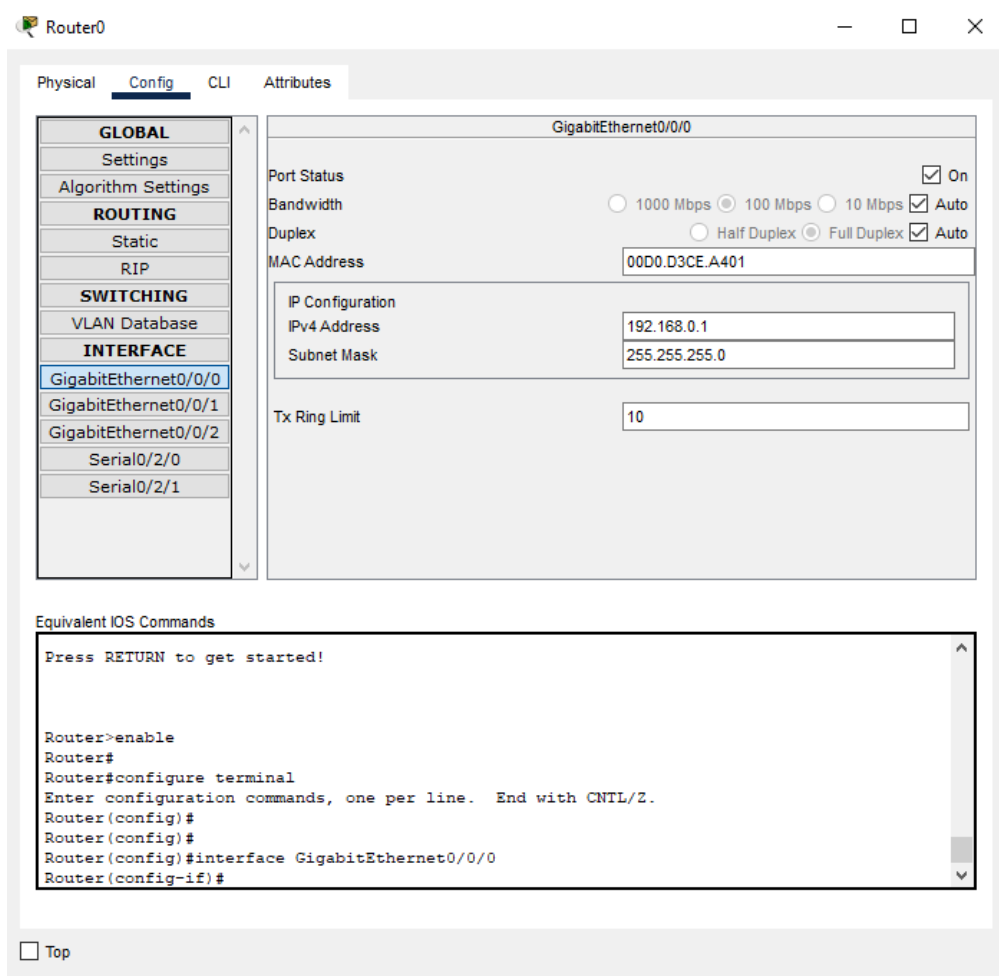 Router0
Physical Config CLI Attributes
GLOBAL
Settings
Algorithm Settings
ROUTING
Static
RIP
SWITCHING
VLAN Database
INTERFACE
GigabitEthernet0/0/0
GigabitEthernet0/0/1
GigabitEthernet0/0/2
Serial0/2/0
Serial0/2/1
GigabitEthernet0/0/0
Port Status On
Bandwidth 1000 Mbps 100 Mbps 10 Mbps Auto
Duplex Half Duplex Full Duplex Auto
MAC Address 00D0.D3CE.A401
IP Configuration
IPv4 Address 192.168.0.1
Subnet Mask 255.255.255.0
Tx Ring Limit 10
Equivalent IOS Commands
Press RETURN to get started!
Router>enable
Router#
Router#configure terminal
Enter configuration commands, one per line.  End with CNTL/Z.
Router(config)#
Router(config)#
Router(config)#interface GigabitEthernet0/0/0
Router(config-if)#
Top